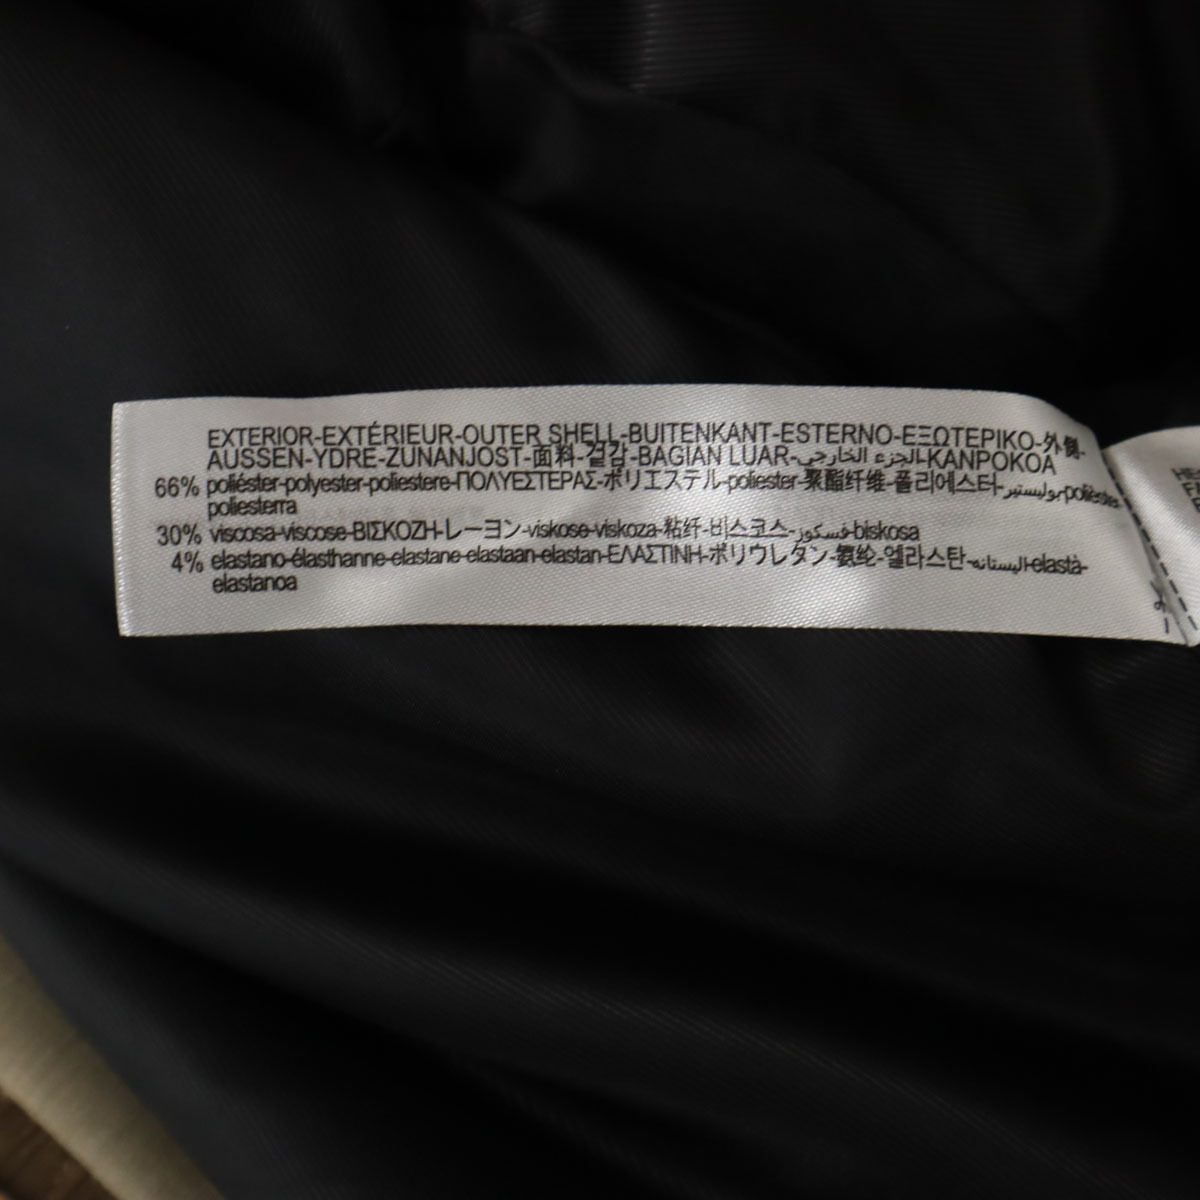 EXTERIOR-EXTÉRIEUR-OUTER SHELL-BUITENKANT-ESTERNO-ΕΞΩΤΕΡΙΚΟ-外側-
AUSSEN-YDRE-ZUNANJOST-面料-겉감-BAGIAN LUAR-الجزء الخارجي-KANPOKOA
66% poliéster-polyester-poliestere-ΠΟΛΥΕΣΤΕΡΑΣ-ポリエステル-poliester-聚酯纤维-폴리에스터-بوليستير-polièster-
poliesterra
30% viscosa-viscose-ΒΙΣΚΟΖΗ-レーヨン-viskose-viskoza-粘纤-비스코스-فسكوز-biskosa
4% elastano-élasthanne-elastane-elastaan-elastan-ΕΛΑΣΤΙΝΗ-ポリウレタン-氨纶-엘라스탄-اليستانه-elastà-
elastanoa